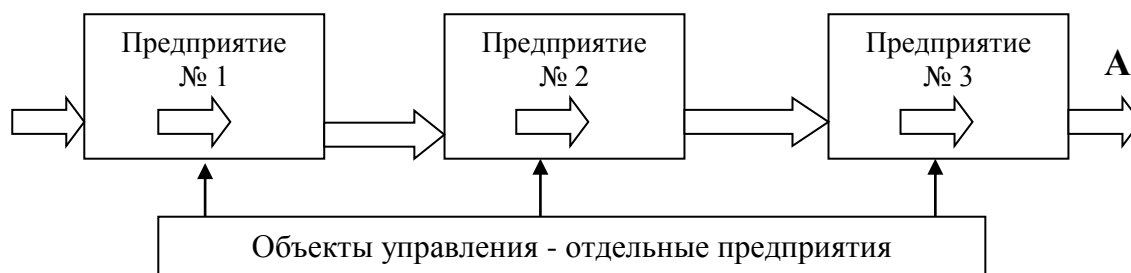 Предприятие
№ 1
Предприятие
№ 2
Предприятие
№ 3
А
Объекты управления - отдельные предприятия